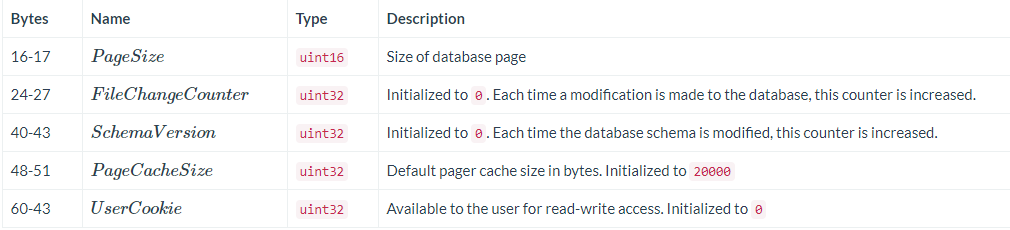 Bytes Name Type Description
16-17 PageSize uint16 Size of database page
24-27 FileChangeCounter uint32 Initialized to 0. Each time a modification is made to the database, this counter is increased.
40-43 SchemaVersion uint32 Initialized to 0. Each time the database schema is modified, this counter is increased.
48-51 PageCacheSize uint32 Default pager cache size in bytes. Initialized to 20000
60-43 UserCookie uint32 Available to the user for read-write access. Initialized to 0